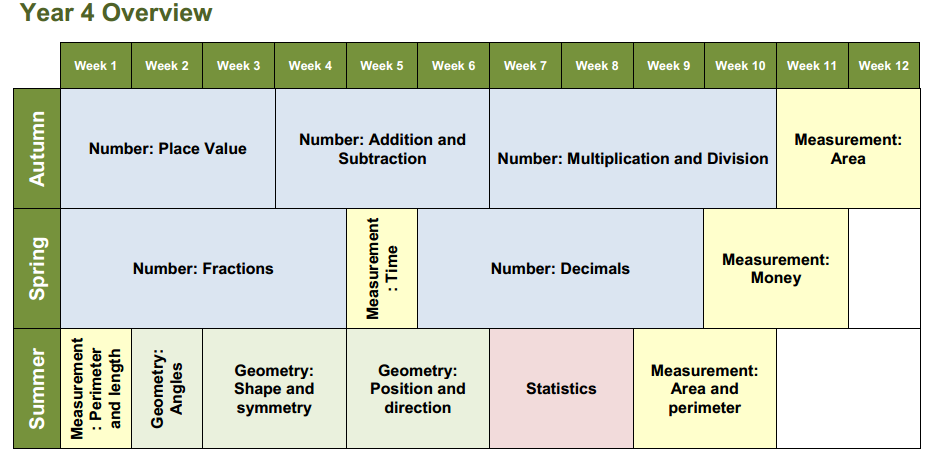 Year 4 Overview
Week 1 Week 2 Week 3 Week 4 Week 5 Week 6 Week 7 Week 8 Week 9 Week 10 Week 11 Week 12
Autumn
Number: Place Value
Number: Addition and
Subtraction
Number: Multiplication and Division
Measurement:
Area
Spring
Number: Fractions
Measurement
: Time
Number: Decimals
Measurement:
Money
Summer
Measurement
: Perimeter
and length
Geometry:
Angles
Geometry:
Shape and
symmetry
Geometry:
Position and
direction
Statistics
Measurement:
Area and
perimeter